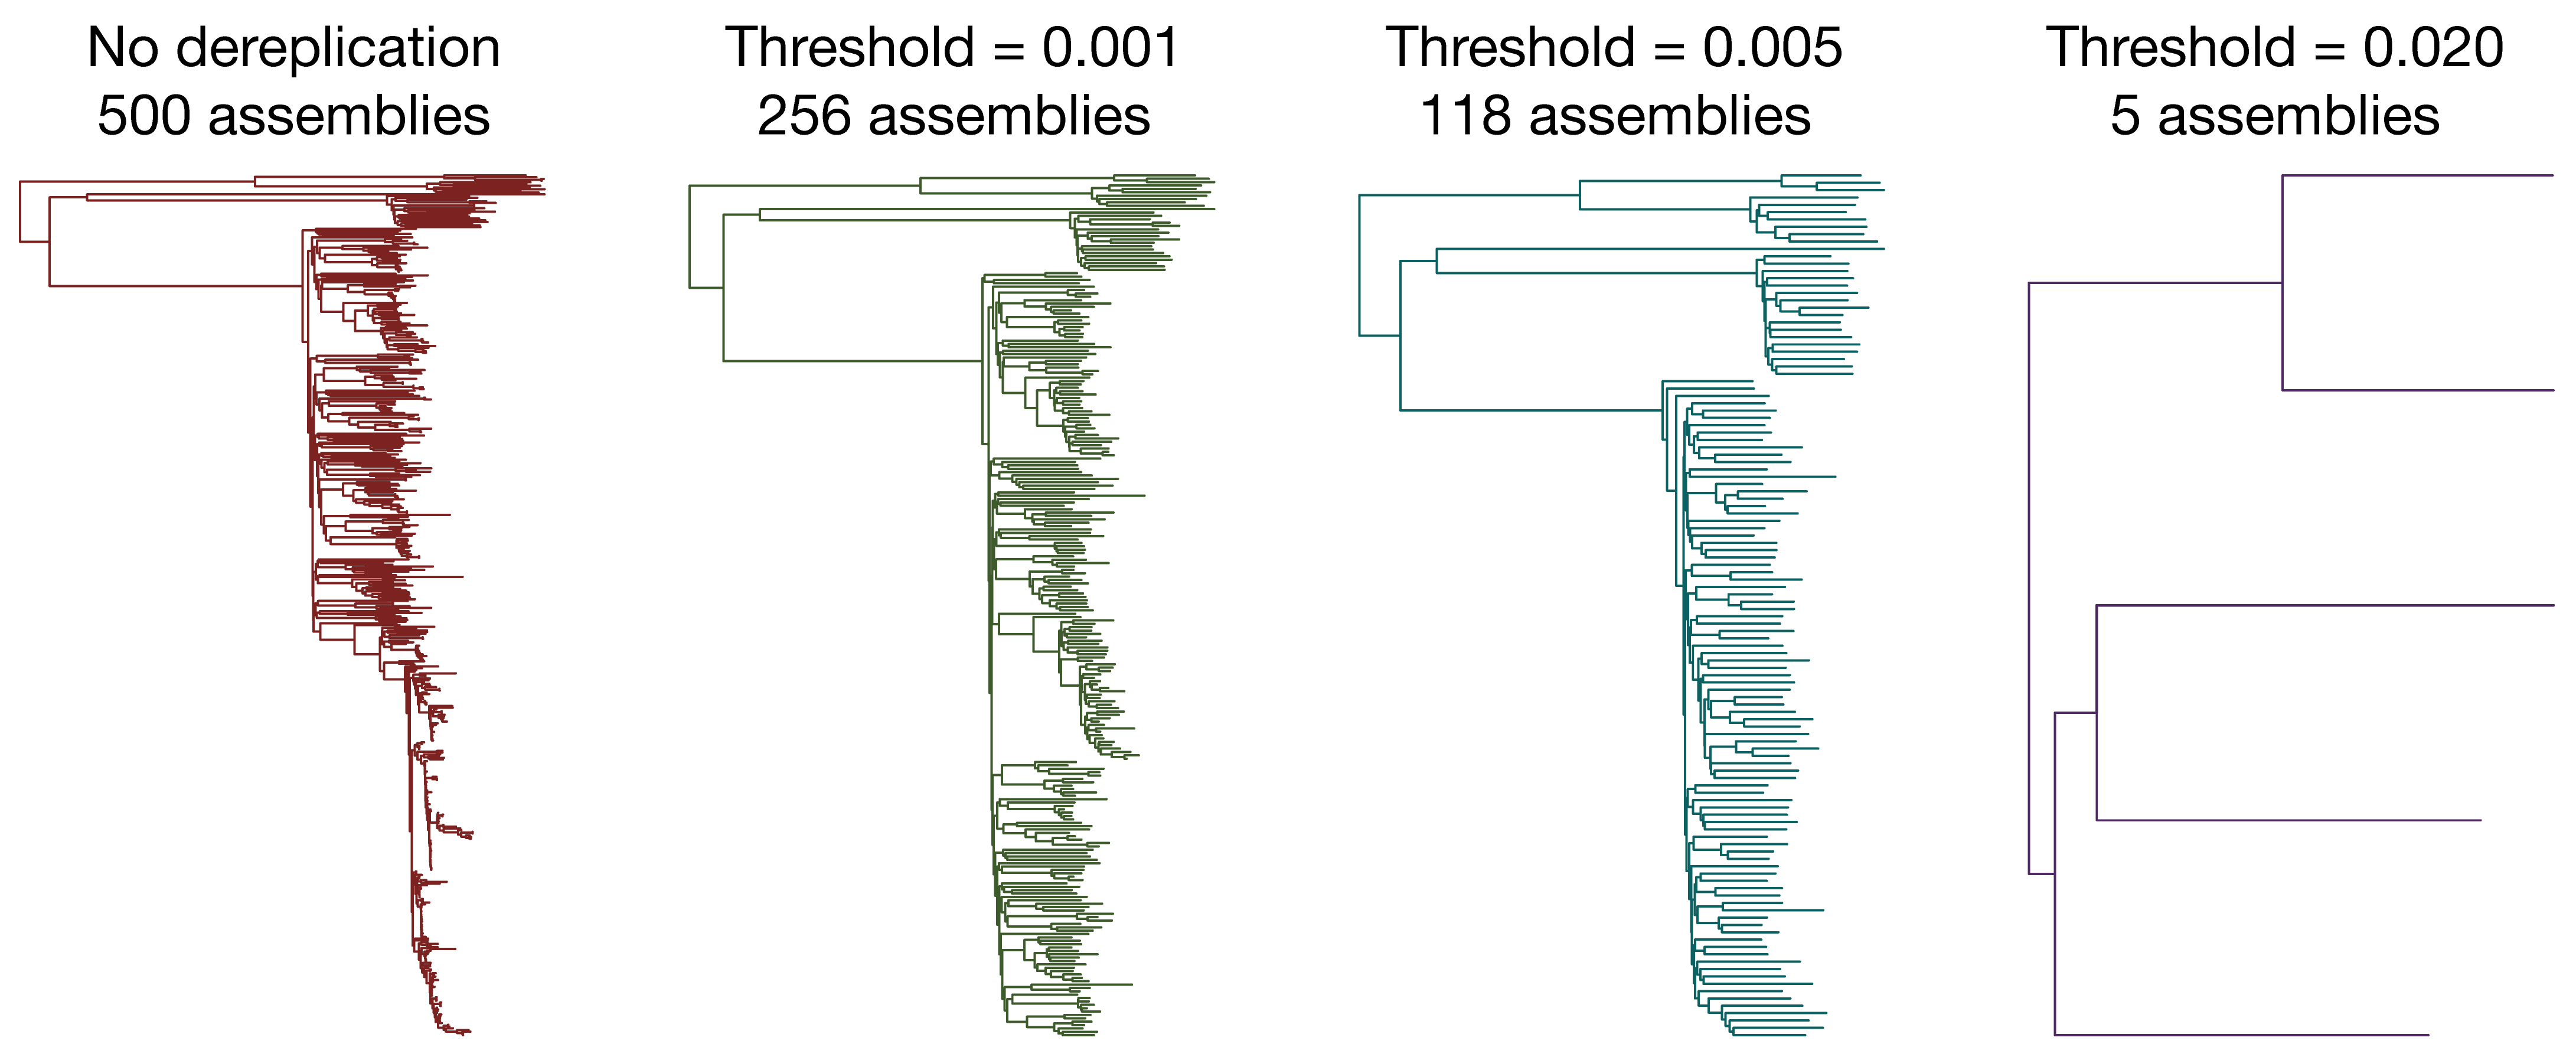 No dereplication
500 assemblies
Threshold = 0.001
256 assemblies
Threshold = 0.005
118 assemblies
Threshold = 0.020
5 assemblies